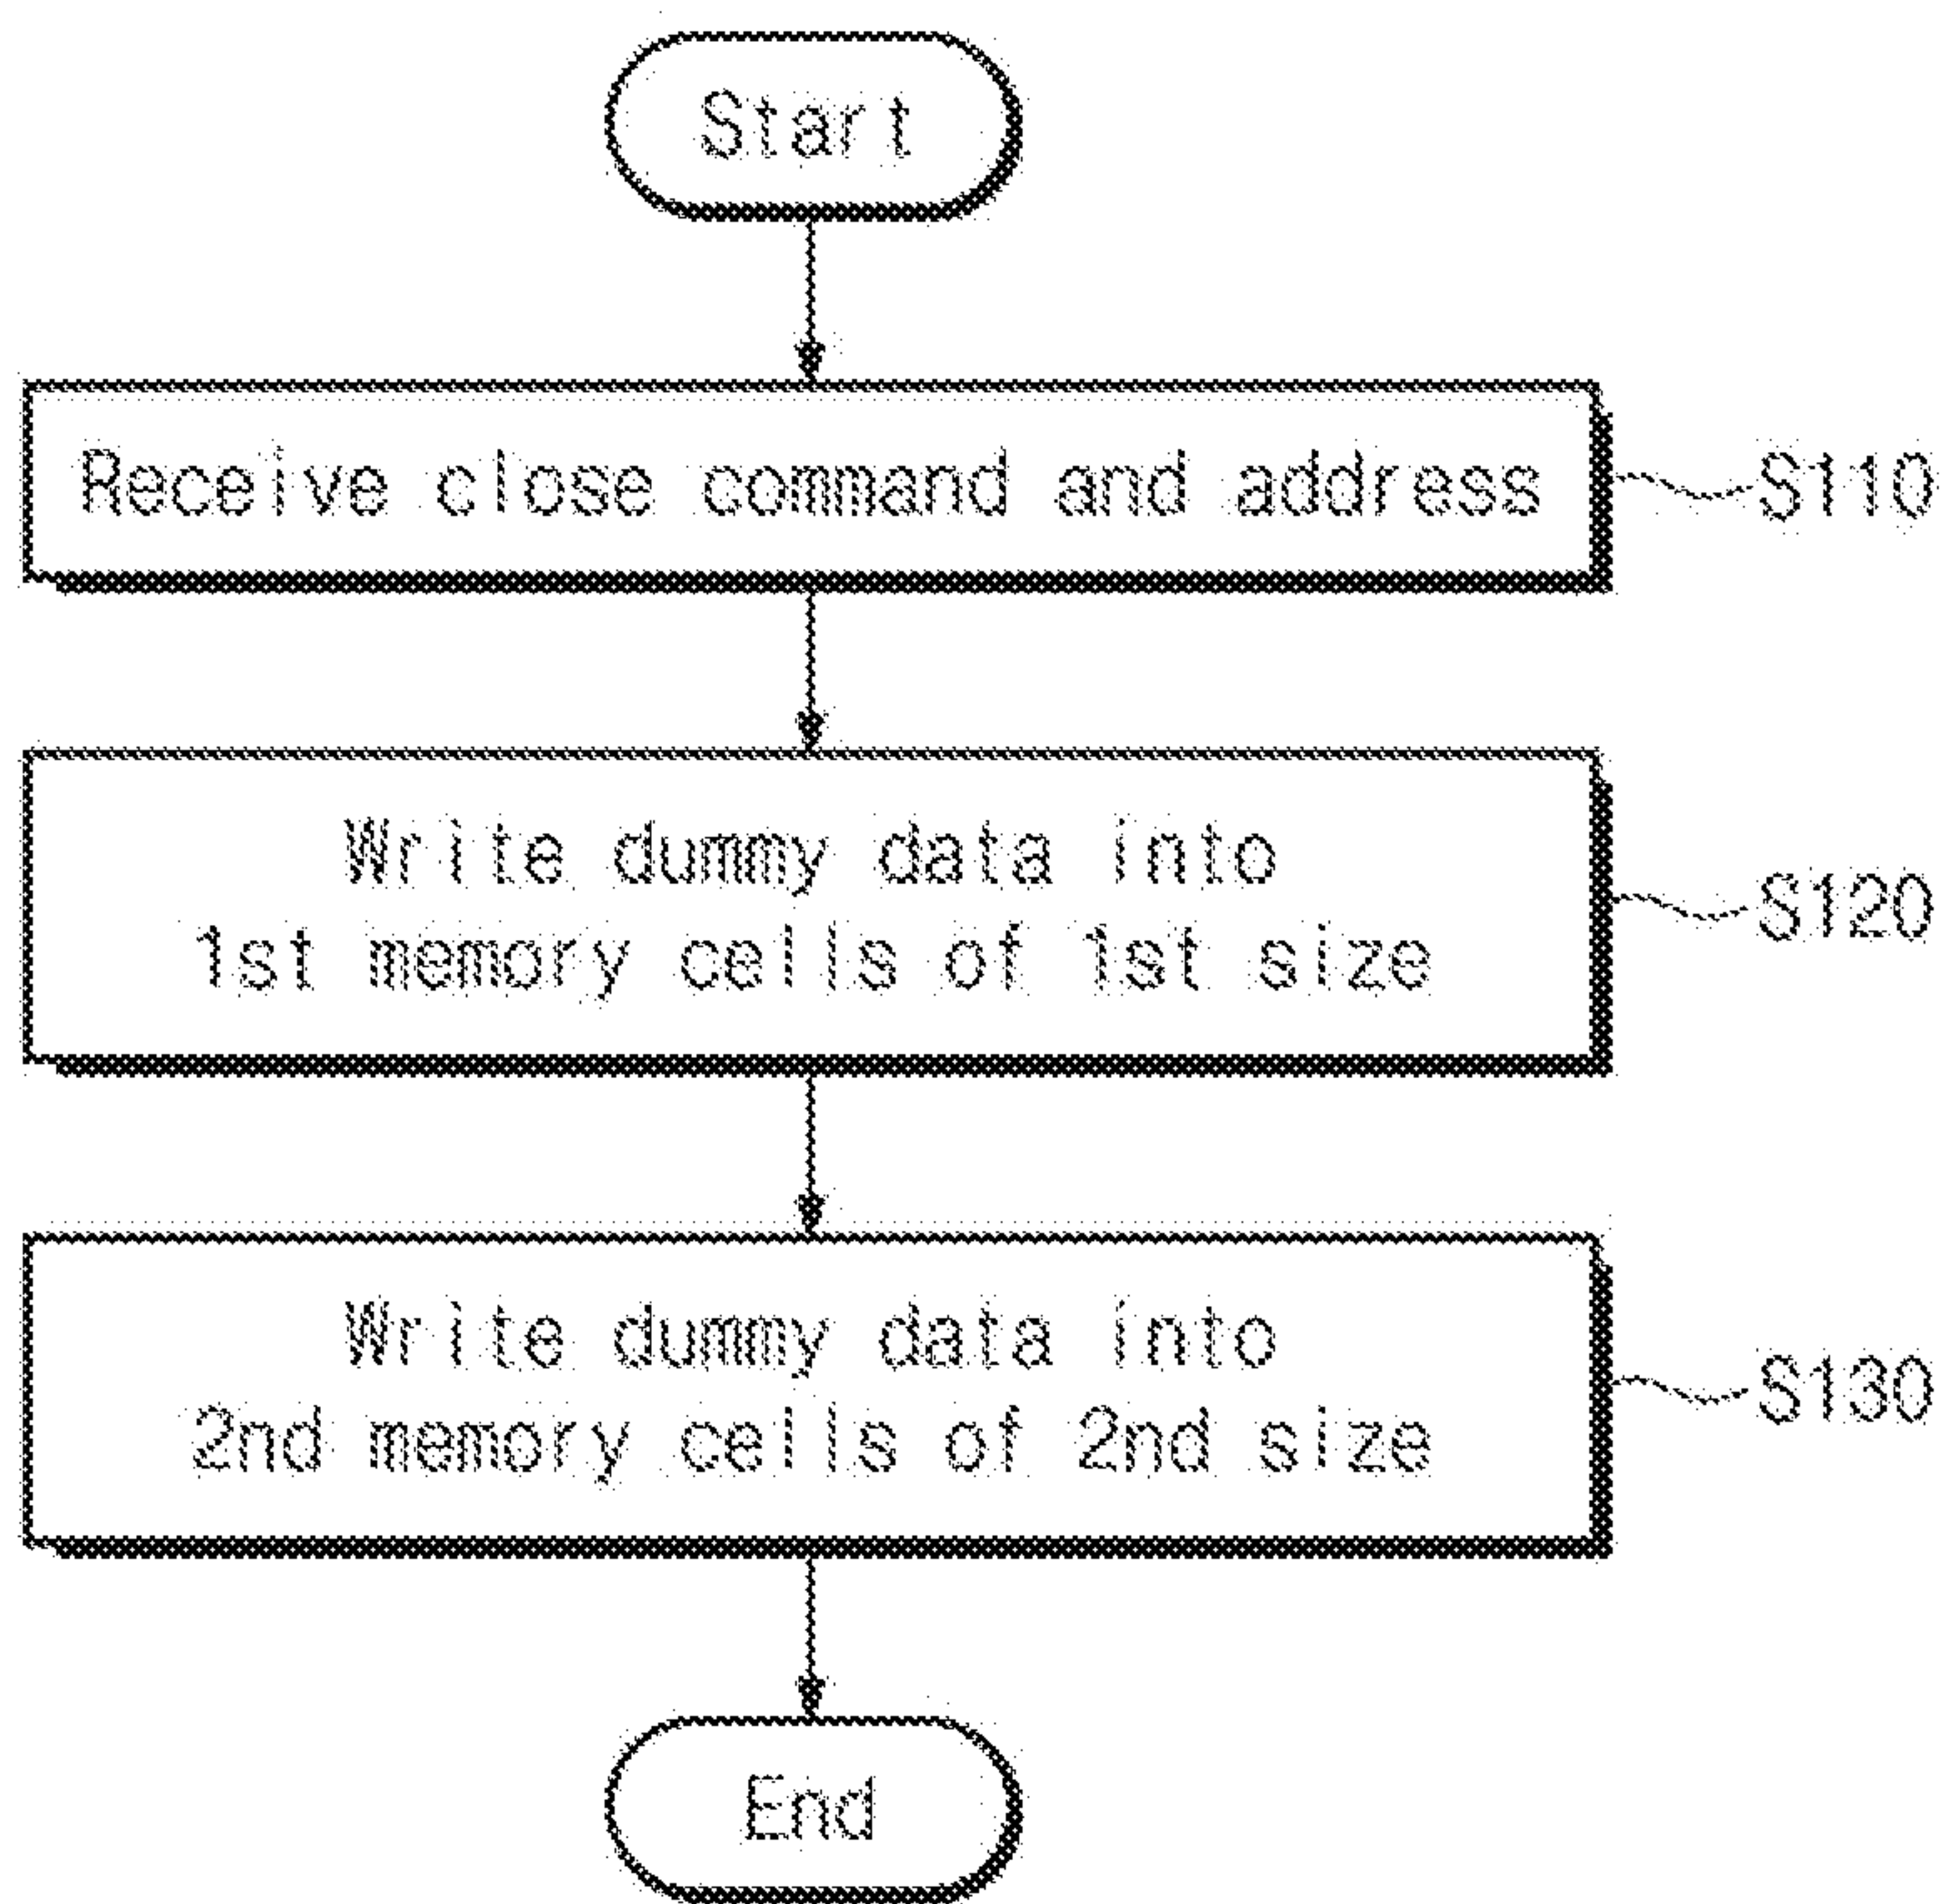 Start
Receive close command and address
S110
Write dummy data into
1st memory cells of 1st size
S120
Write dummy data into
2nd memory cells of 2nd size
S130
End